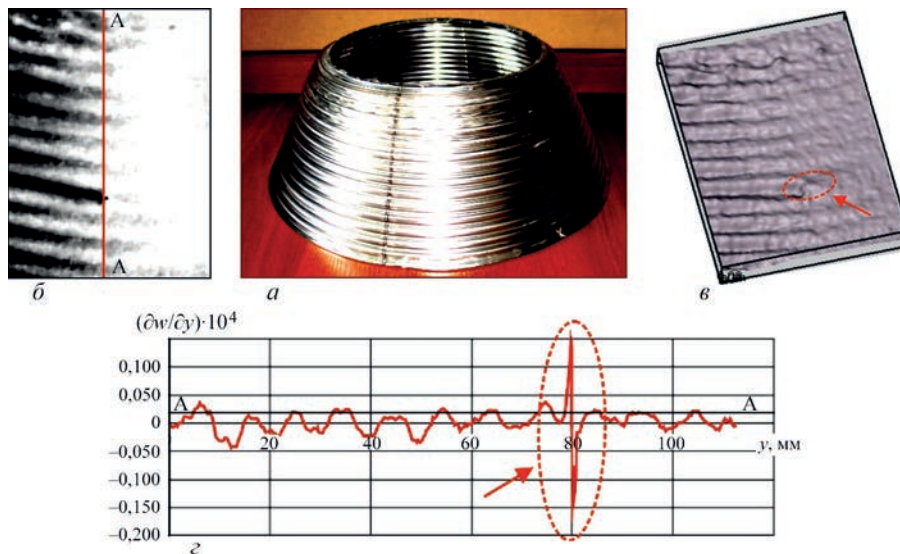 А
А
б
а
в
(∂w/∂y)·10⁴
0,100
0,050
А
А
0
20
40
60
80
100
y, мм
–0,050
–0,100
–0,150
–0,200
г